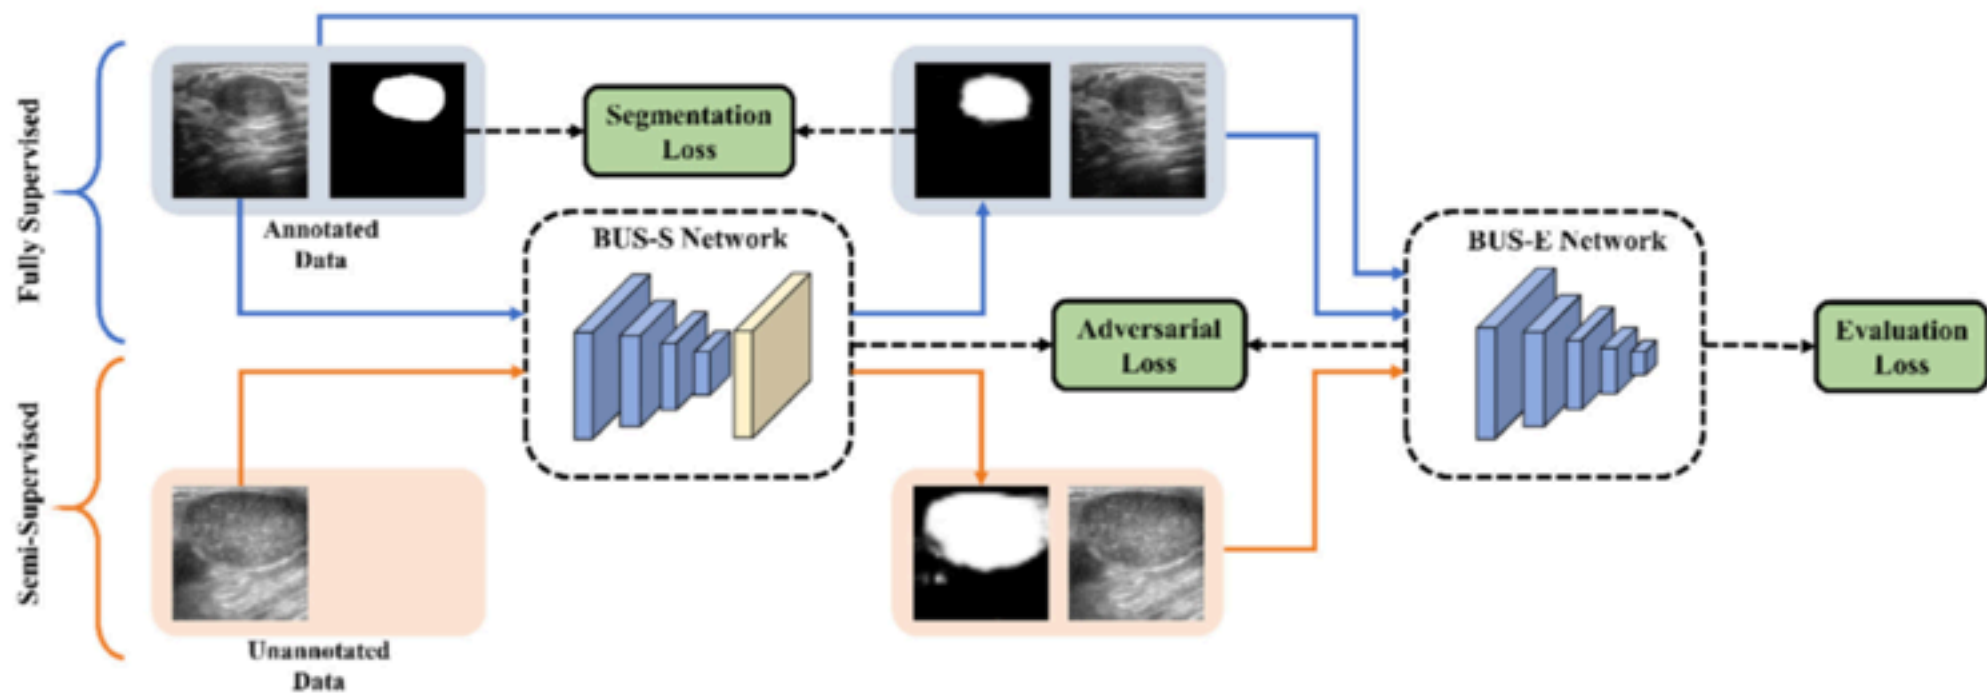 Fully Supervised
Segmentation
Loss
Annotated
Data
BUS-S Network
BUS-E Network
Adversarial
Loss
Evaluation
Loss
Semi-Supervised
Unannotated
Data